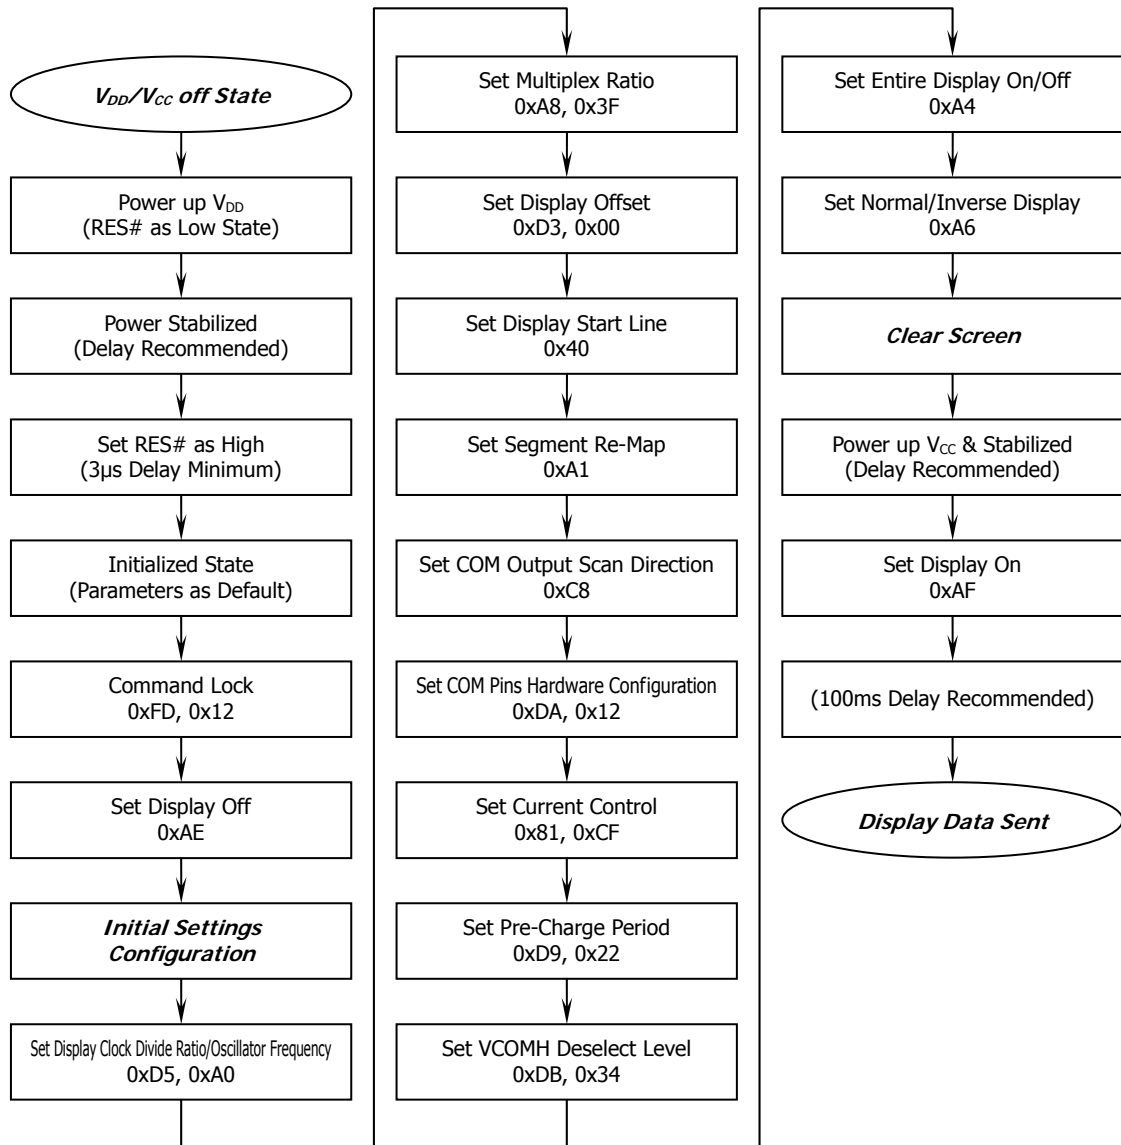 V_DD/V_CC off State
Power up V_DD
(RES# as Low State)
Power Stabilized
(Delay Recommended)
Set RES# as High
(3μs Delay Minimum)
Initialized State
(Parameters as Default)
Command Lock
0xFD, 0x12
Set Display Off
0xAE
Initial Settings
Configuration
Set Display Clock Divide Ratio/Oscillator Frequency
0xD5, 0xA0
Set Multiplex Ratio
0xA8, 0x3F
Set Display Offset
0xD3, 0x00
Set Display Start Line
0x40
Set Segment Re-Map
0xA1
Set COM Output Scan Direction
0xC8
Set COM Pins Hardware Configuration
0xDA, 0x12
Set Current Control
0x81, 0xCF
Set Pre-Charge Period
0xD9, 0x22
Set VCOMH Deselect Level
0xDB, 0x34
Set Entire Display On/Off
0xA4
Set Normal/Inverse Display
0xA6
Clear Screen
Power up V_CC & Stabilized
(Delay Recommended)
Set Display On
0xAF
(100ms Delay Recommended)
Display Data Sent